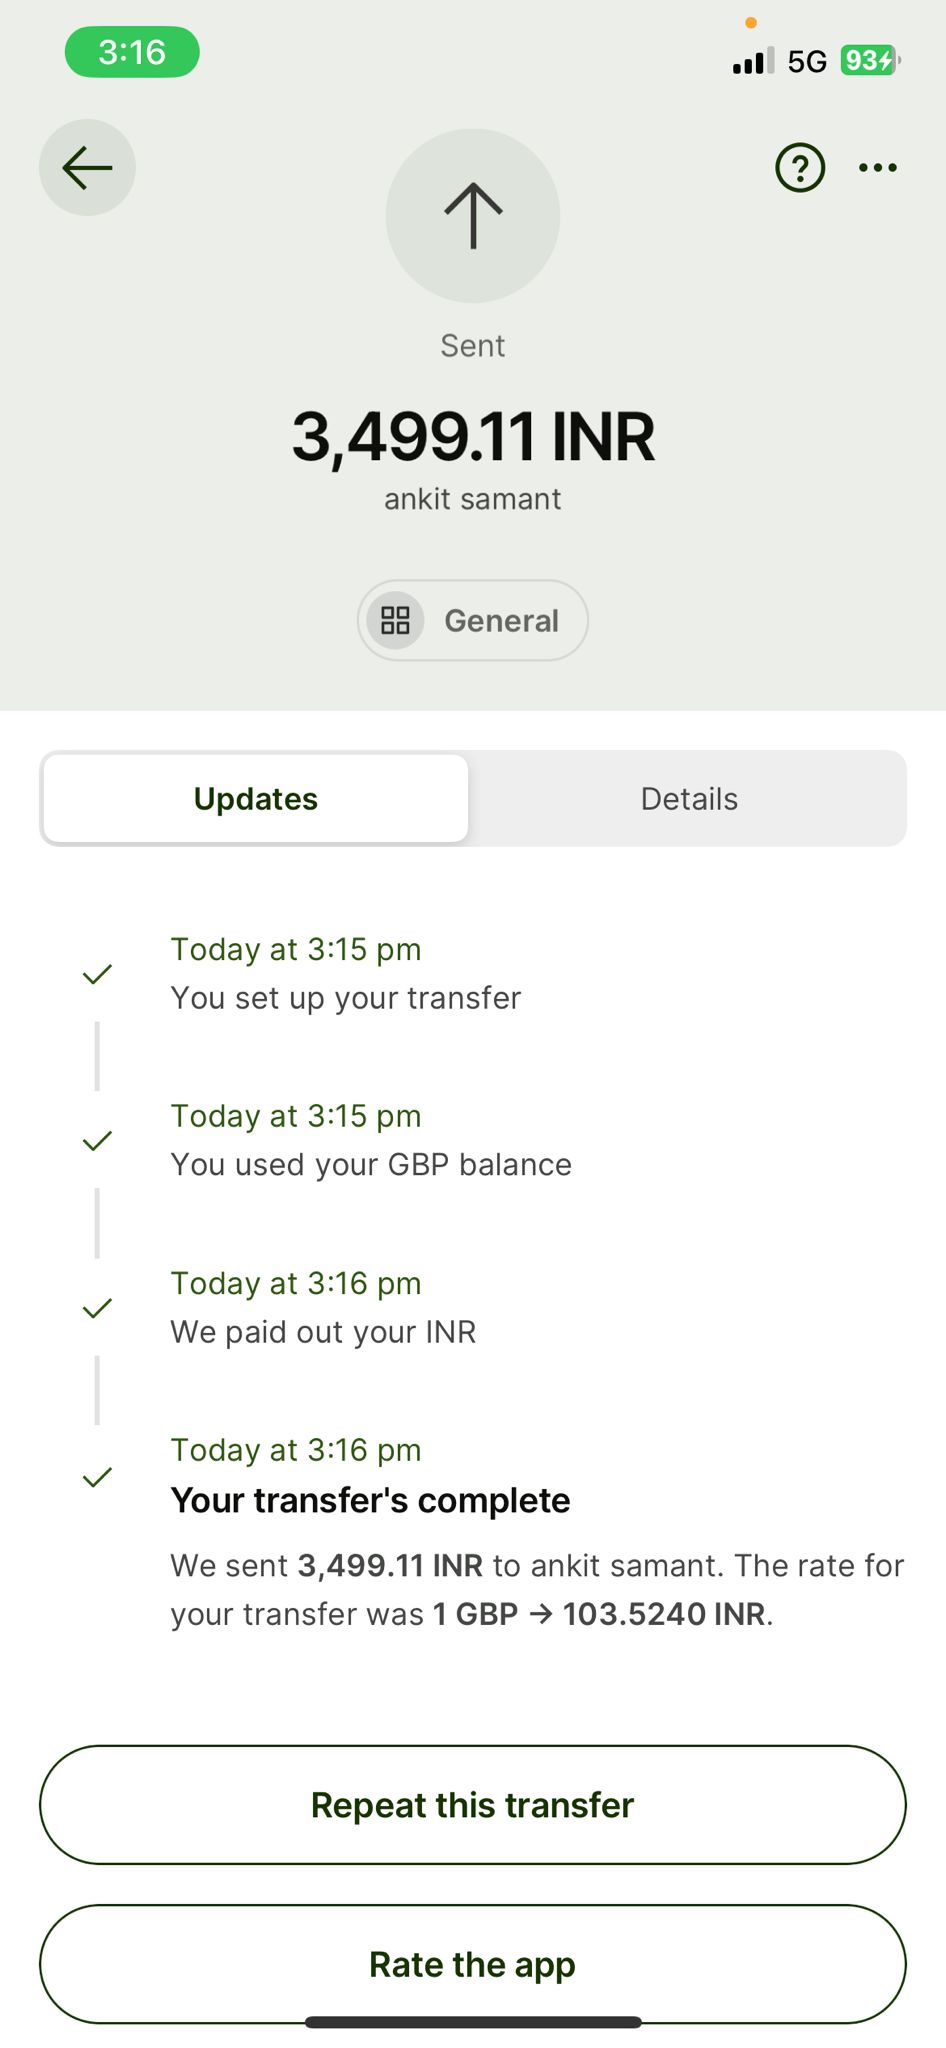 3:16
5G 93
?
Sent
3,499.11 INR
ankit samant
General
Updates
Details
Today at 3:15 pm
You set up your transfer
Today at 3:15 pm
You used your GBP balance
Today at 3:16 pm
We paid out your INR
Today at 3:16 pm
Your transfer's complete
We sent 3,499.11 INR to ankit samant. The rate for
your transfer was 1 GBP → 103.5240 INR.
Repeat this transfer
Rate the app